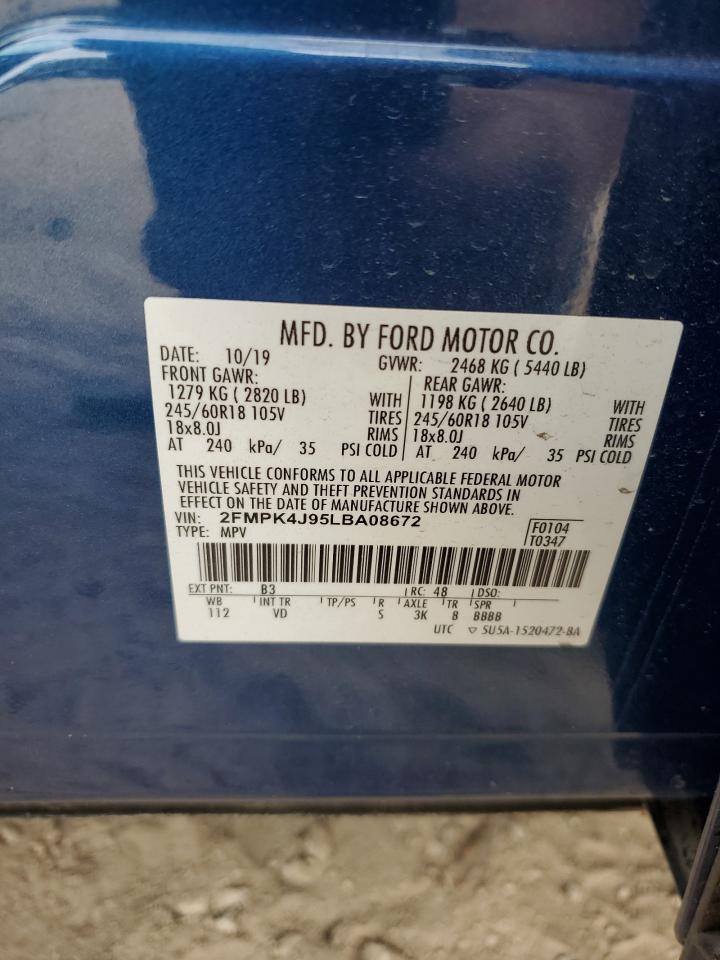 MFD. BY FORD MOTOR CO.
DATE: 10/19 GVWR: 2468 KG ( 5440 LB)
FRONT GAWR: REAR GAWR:
1279 KG ( 2820 LB) WITH 1198 KG ( 2640 LB) WITH
245/60R18 105V TIRES 245/60R18 105V TIRES
18x8.0J RIMS 18x8.0J RIMS
AT 240 kPa/ 35 PSI COLD AT 240 kPa/ 35 PSI COLD
THIS VEHICLE CONFORMS TO ALL APPLICABLE FEDERAL MOTOR
VEHICLE SAFETY AND THEFT PREVENTION STANDARDS IN
EFFECT ON THE DATE OF MANUFACTURE SHOWN ABOVE.
VIN: 2FMPK4J95LBA08672 F0104
TYPE: MPV T0347
EXT PNT: B3 RC: 48 DSO:
WB INT TR TP/PS R AXLE TR SPR
112 VD S 3K 8 BBBB
UTC ▽ 5U5A-1520472-BA